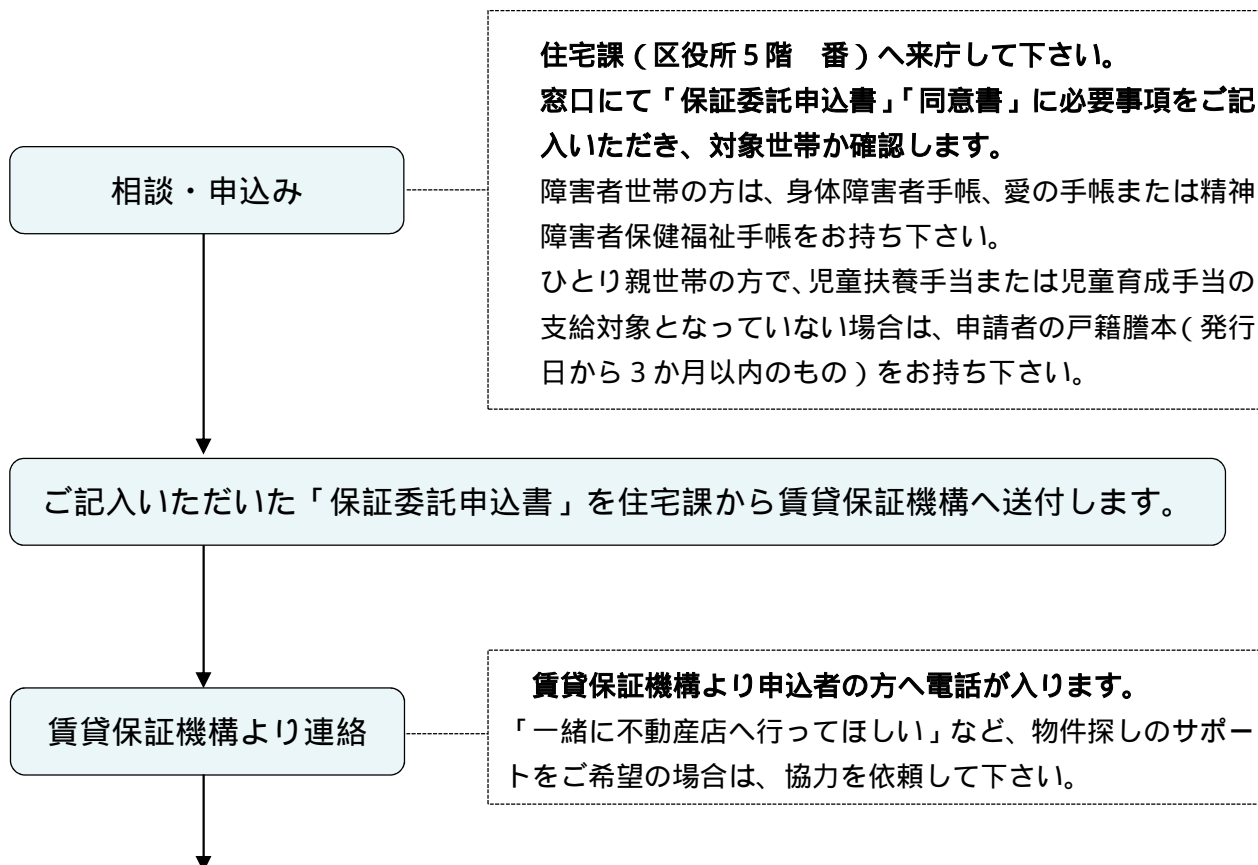 相談・申込み
住宅課（区役所５階　番）へ来庁して下さい。
窓口にて「保証委託申込書」「同意書」に必要事項をご記
入いただき、対象世帯か確認します。
障害者世帯の方は、身体障害者手帳、愛の手帳または精神
障害者保健福祉手帳をお持ち下さい。
ひとり親世帯の方で、児童扶養手当または児童育成手当の
支給対象となっていない場合は、申請者の戸籍謄本（発行
日から３か月以内のもの）をお持ち下さい。
ご記入いただいた「保証委託申込書」を住宅課から賃貸保証機構へ送付します。
賃貸保証機構より連絡
賃貸保証機構より申込者の方へ電話が入ります。
「一緒に不動産店へ行ってほしい」など、物件探しのサポー
トをご希望の場合は、協力を依頼して下さい。